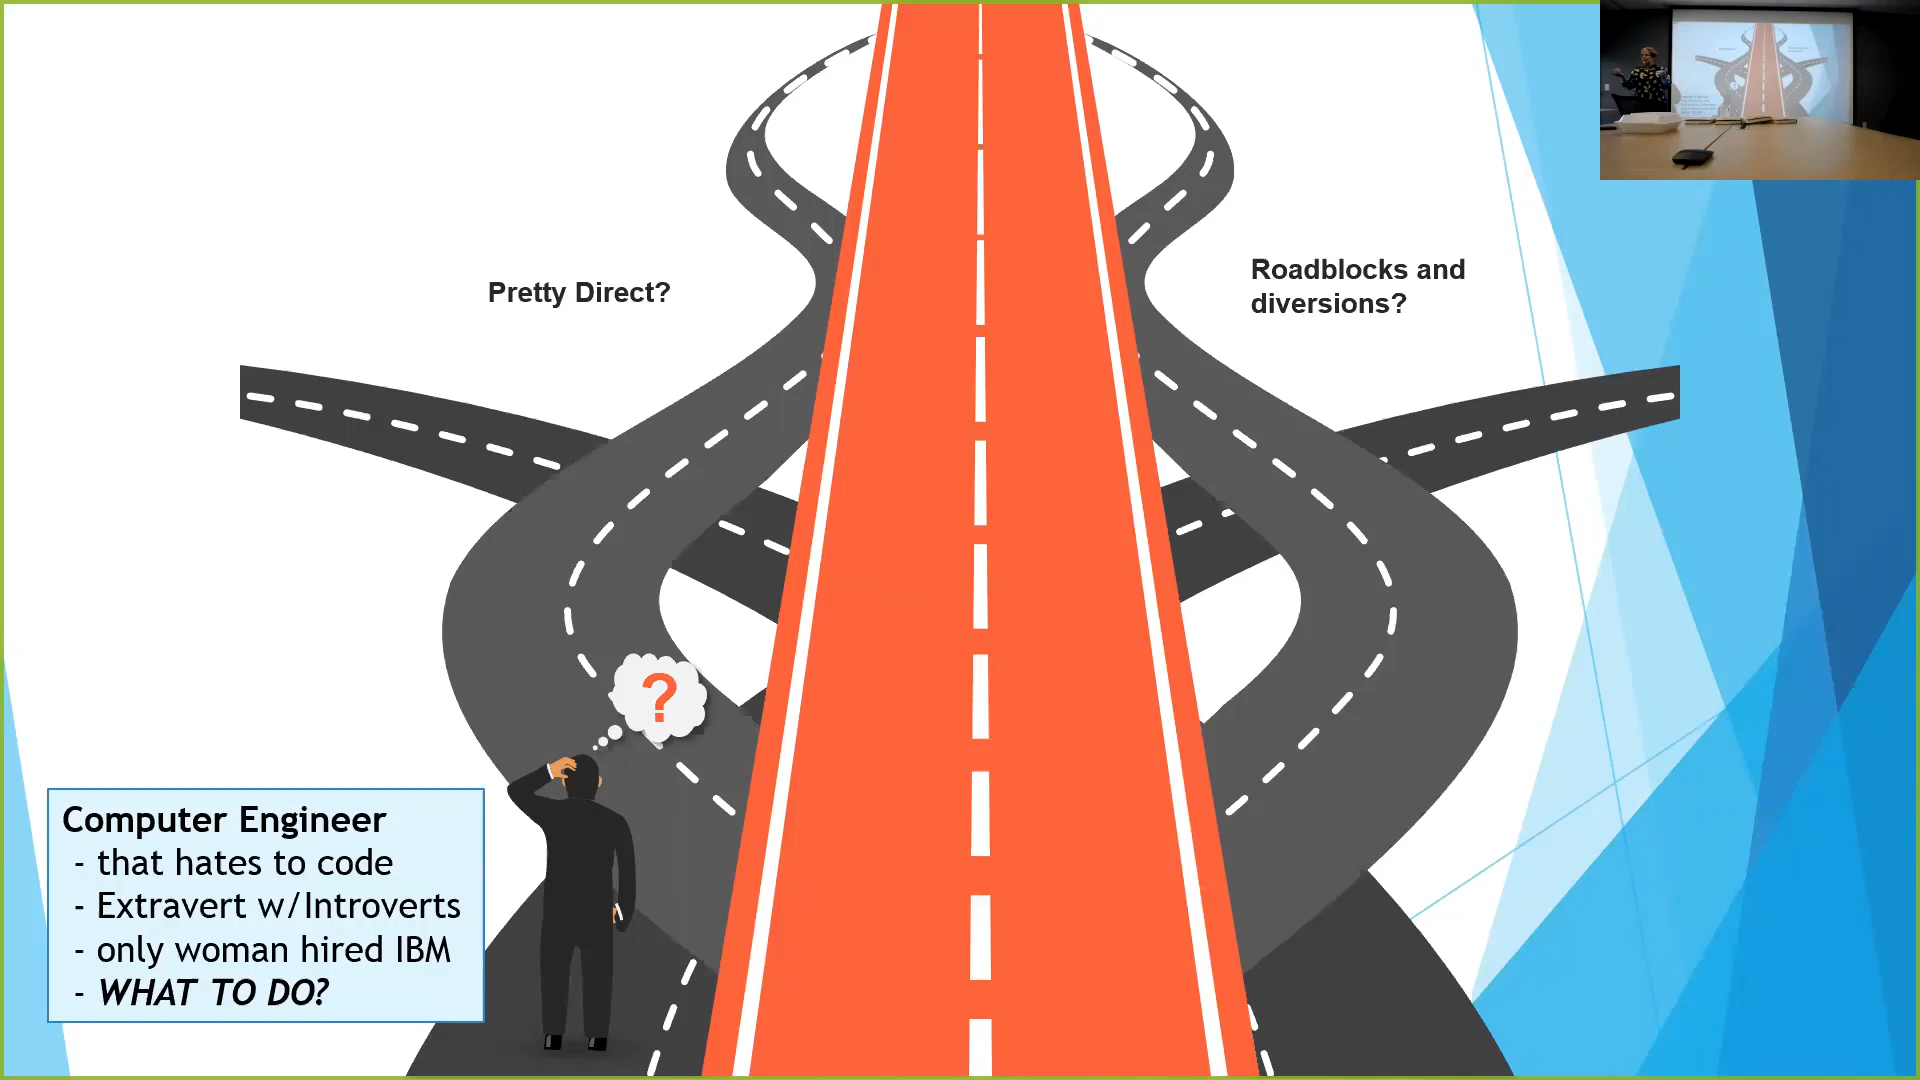 Pretty Direct?
Roadblocks and
diversions?
?
Computer Engineer
- that hates to code
- Extravert w/Introverts
- only woman hired IBM
- WHAT TO DO?